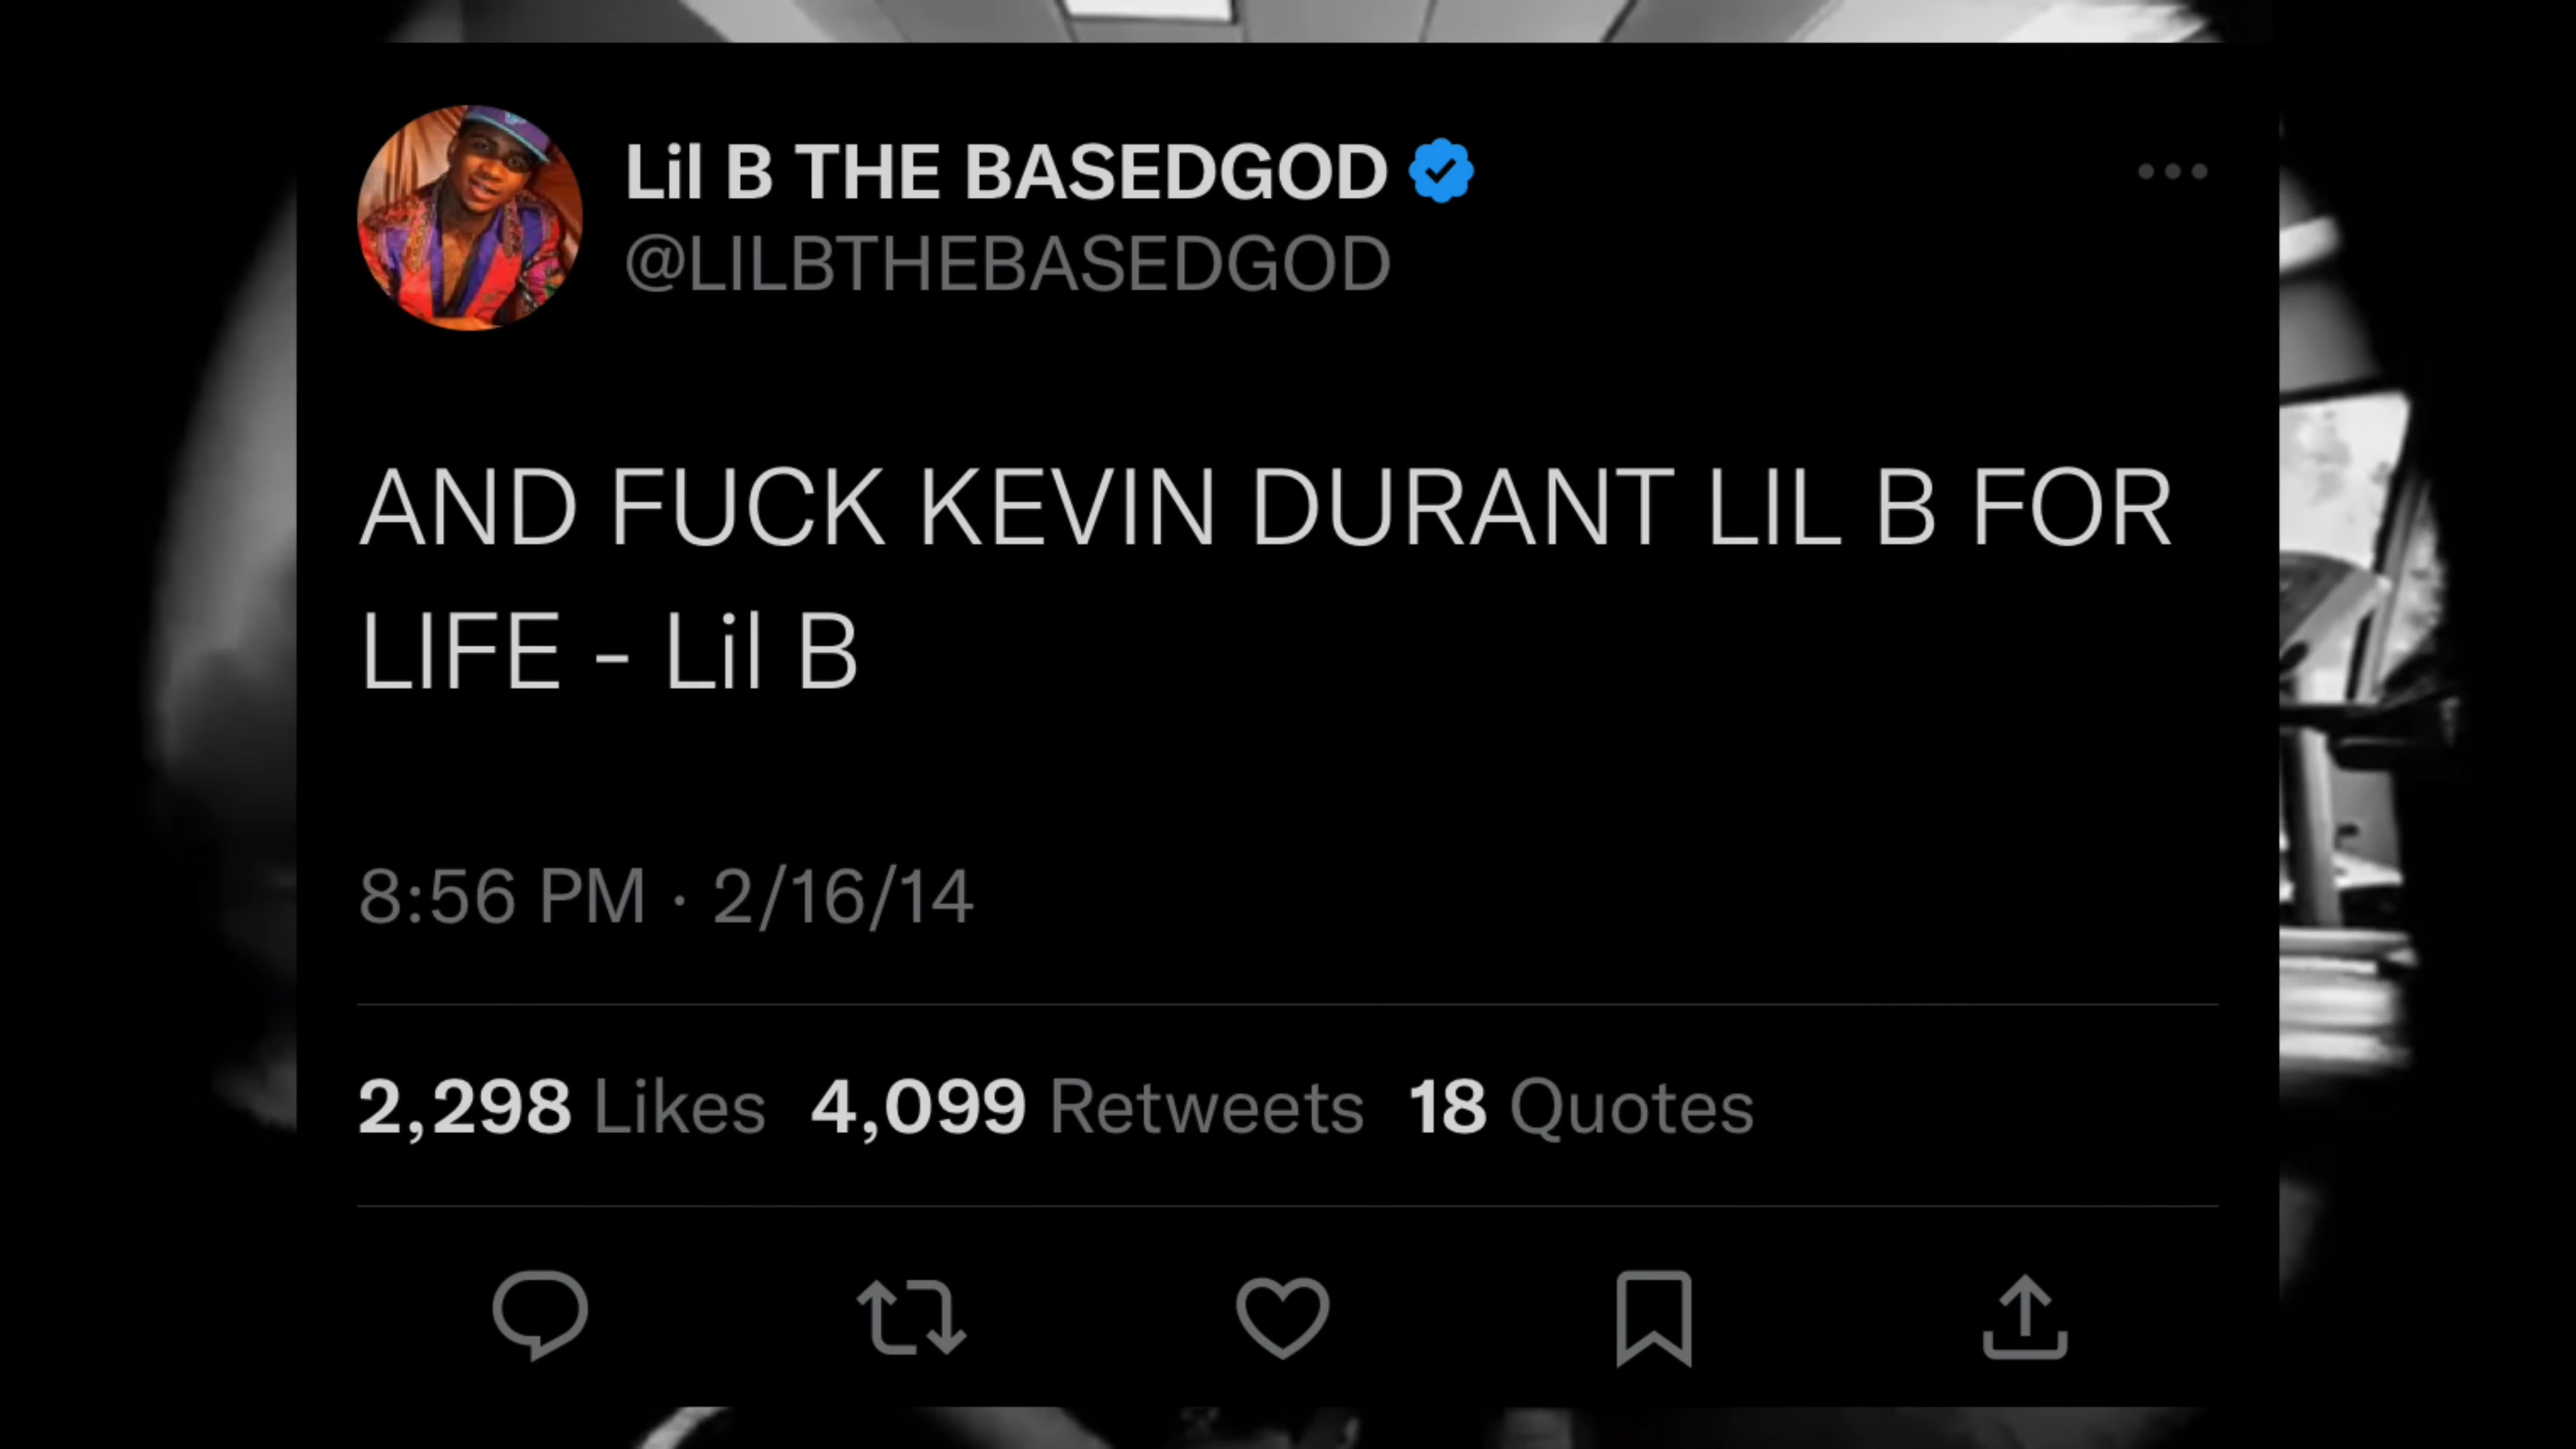 Lil B THE BASEDGOD
@LILBTHEBASEDGOD
AND FUCK KEVIN DURANT LIL B FOR
LIFE - Lil B
8:56 PM · 2/16/14
2,298 Likes 4,099 Retweets 18 Quotes